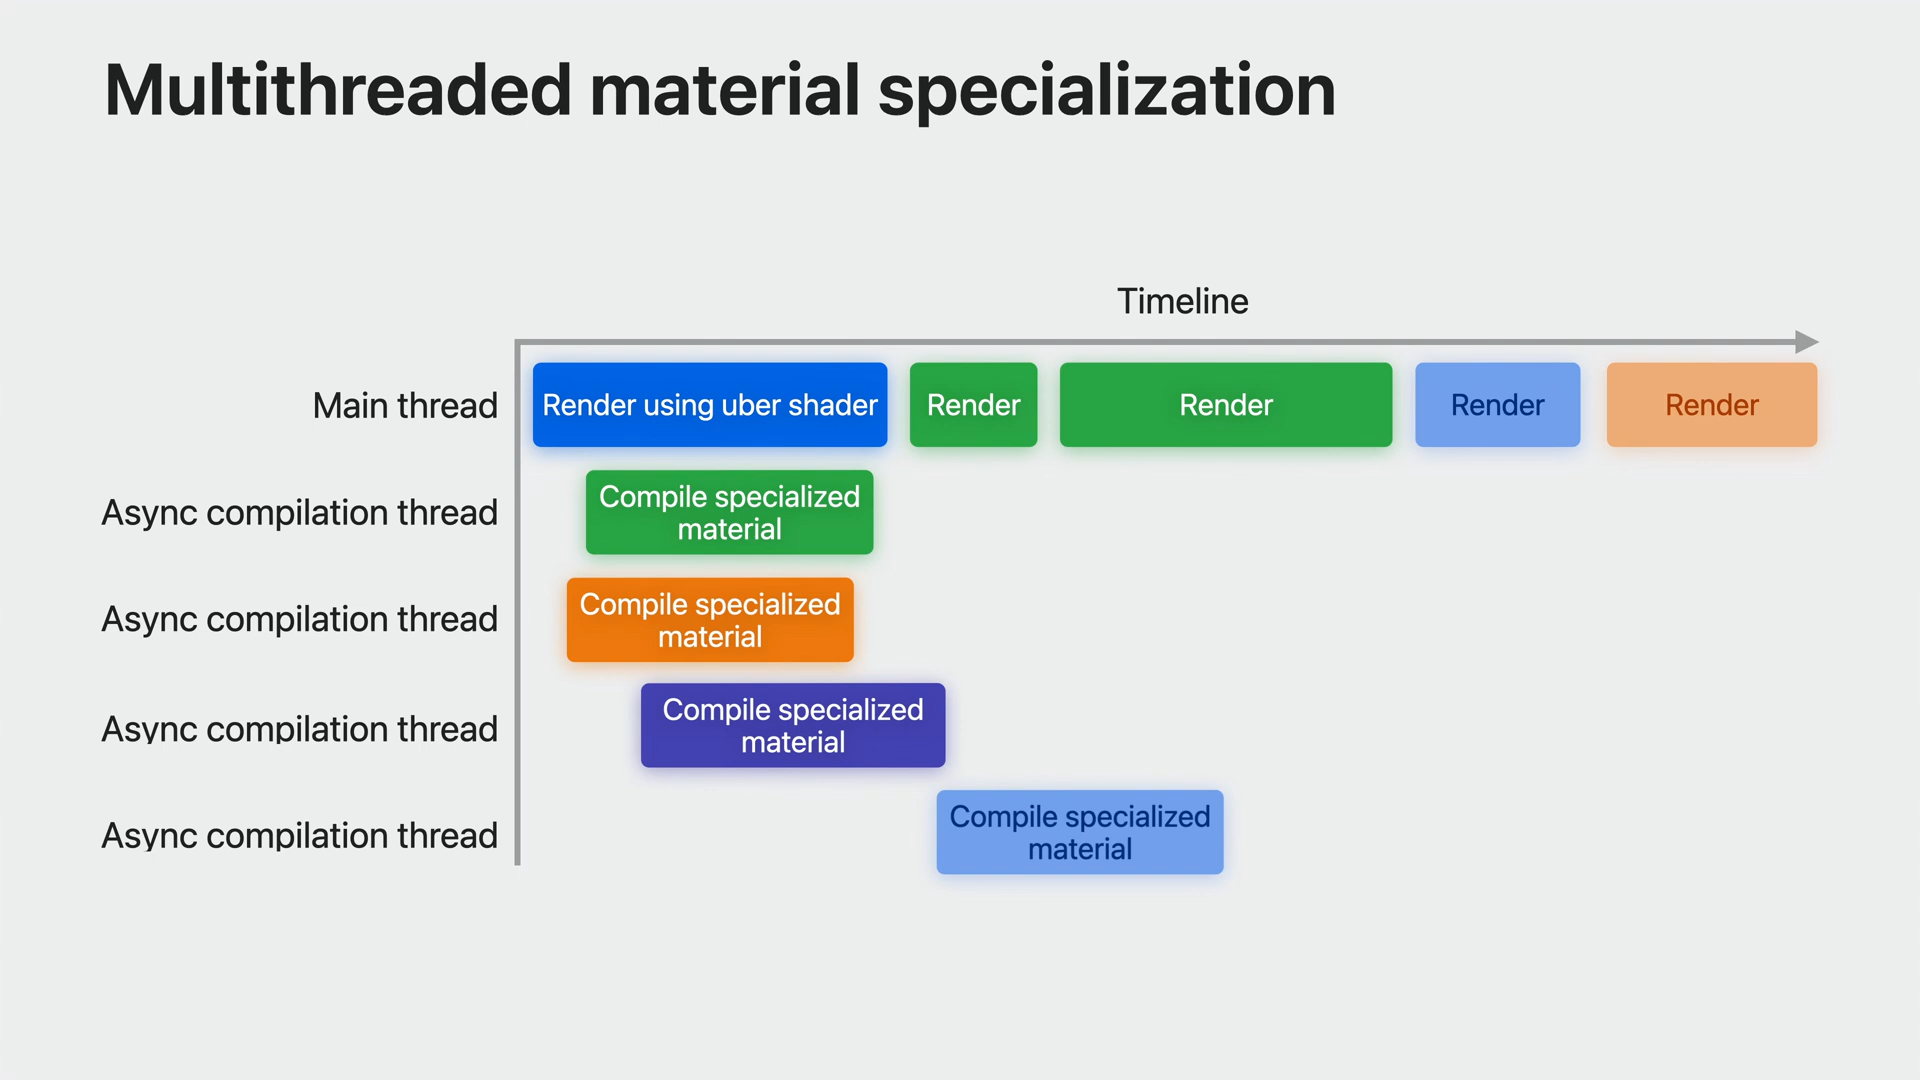 Multithreaded material specialization
Timeline
Main thread
Render using uber shader
Render
Render
Render
Render
Async compilation thread
Compile specialized
material
Async compilation thread
Compile specialized
material
Async compilation thread
Compile specialized
material
Async compilation thread
Compile specialized
material